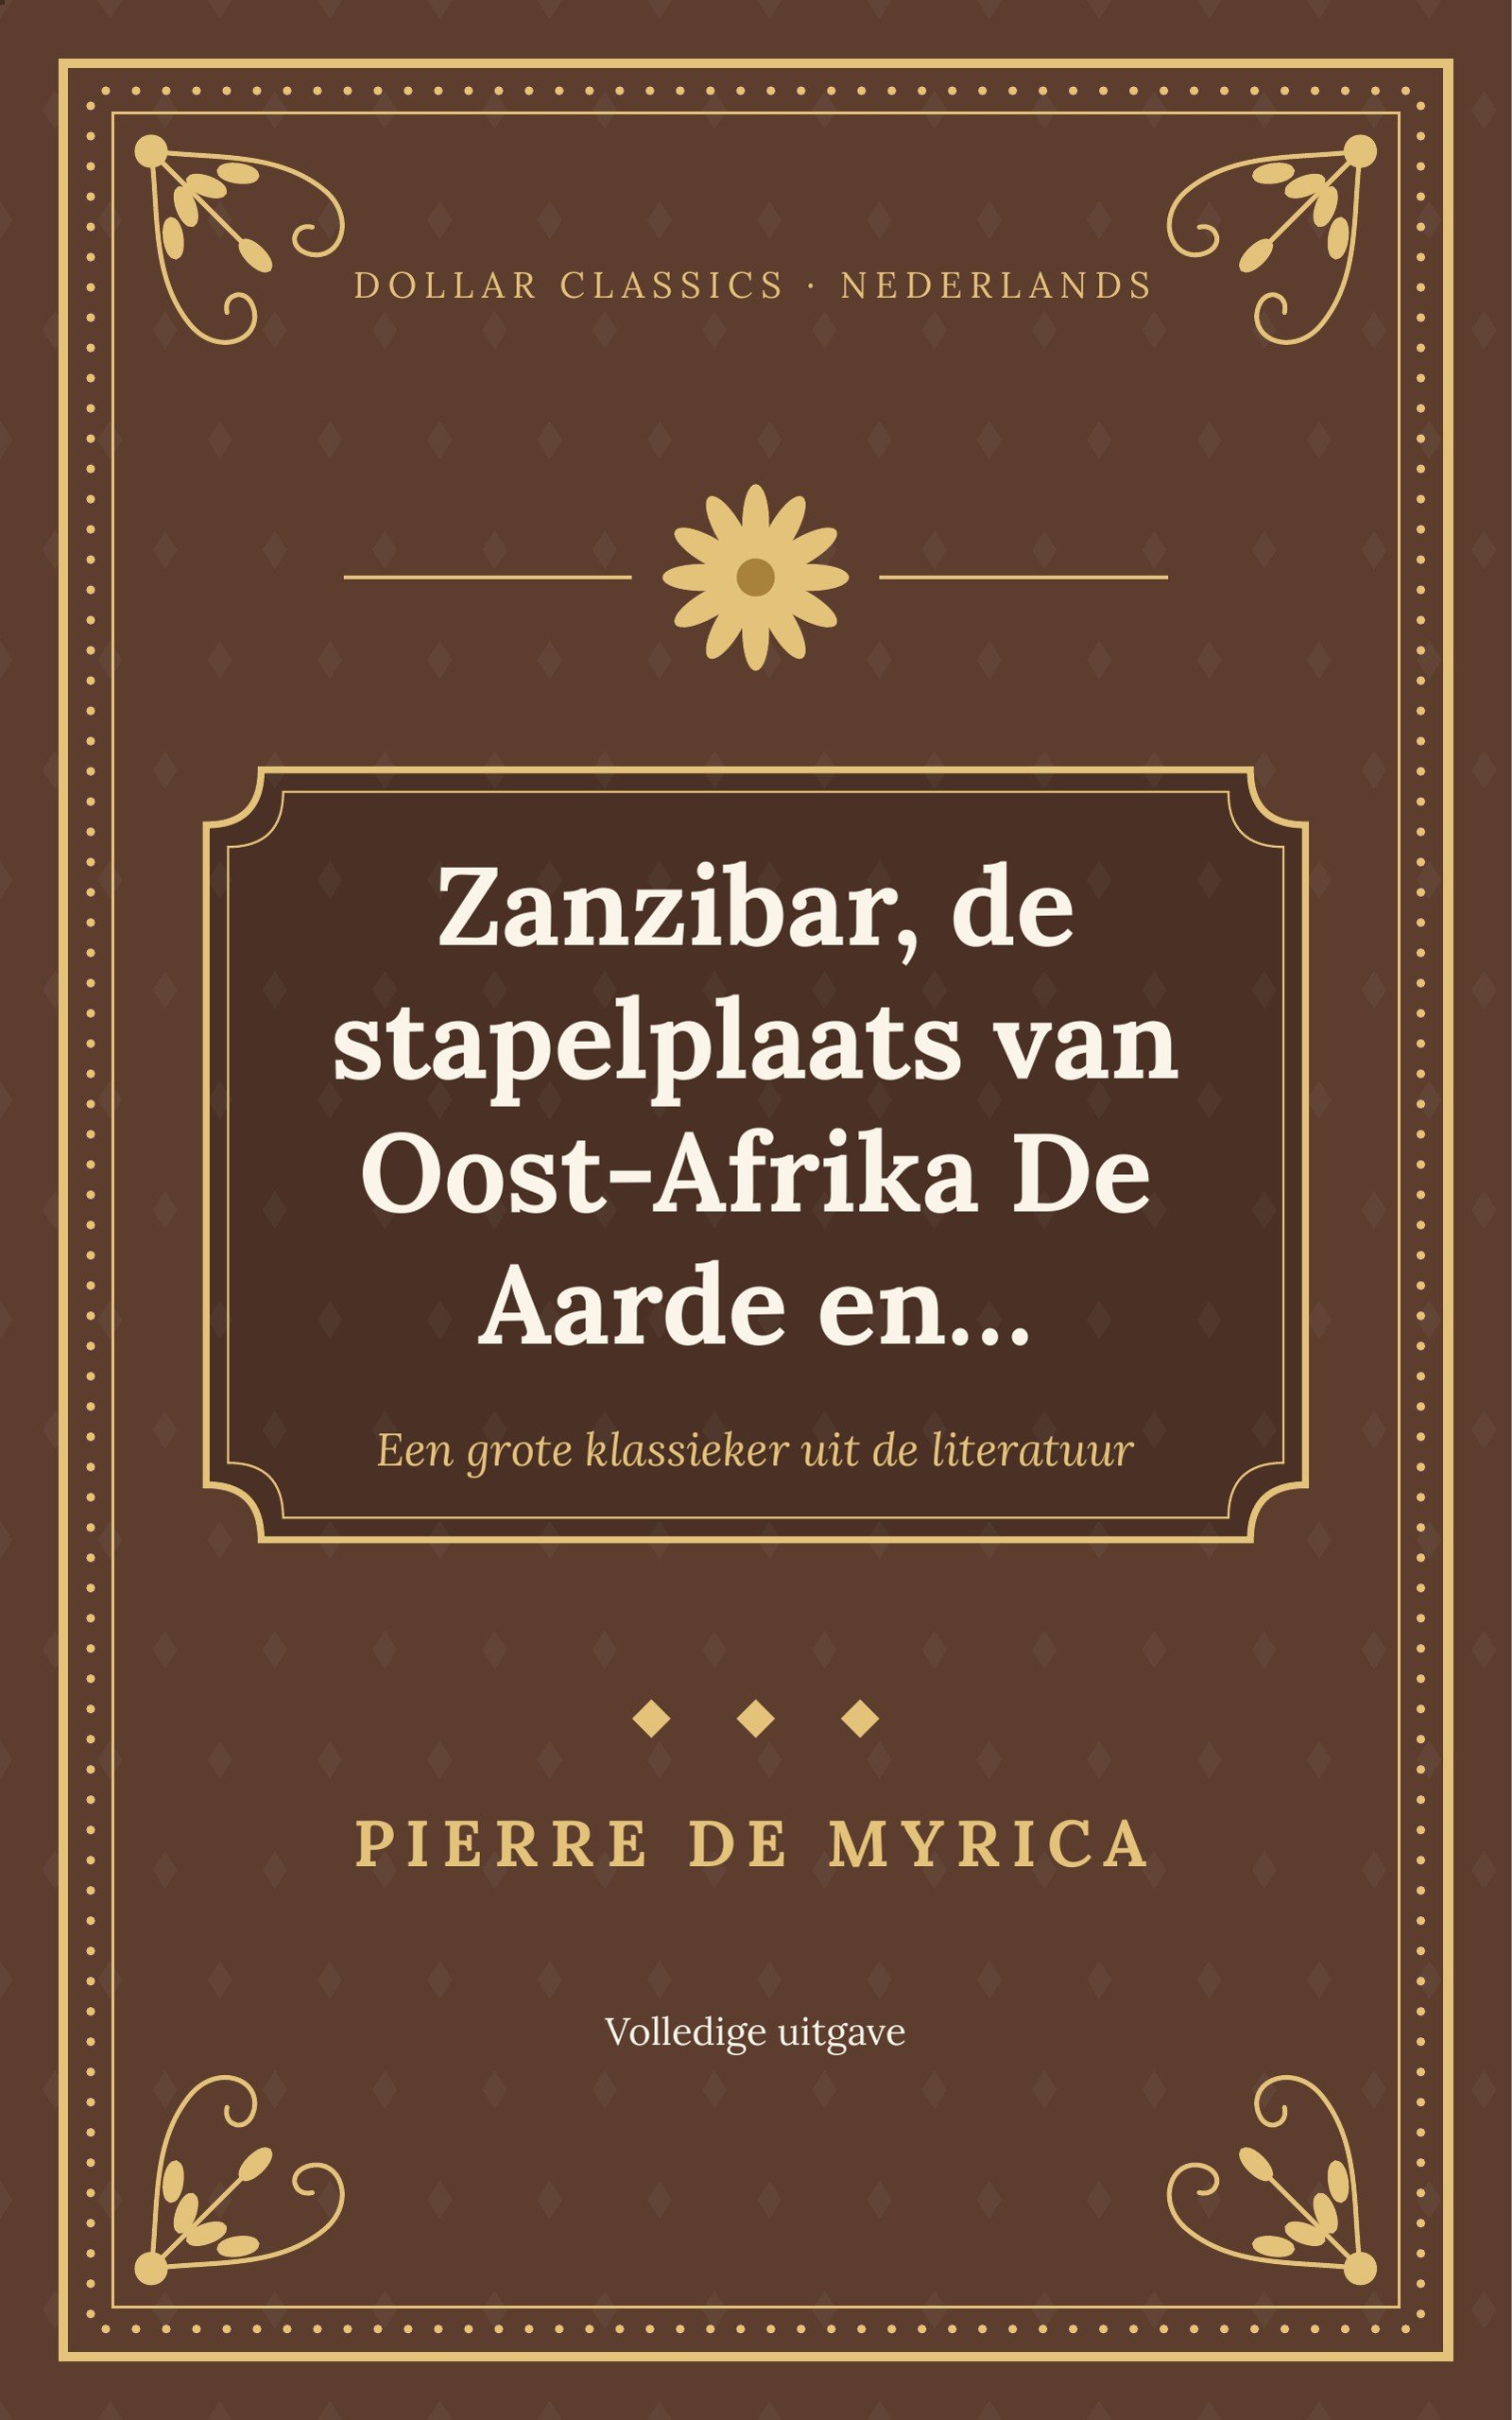 DOLLAR CLASSICS · NEDERLANDS
Zanzibar, de
stapelplaats van
Oost-Afrika De
Aarde en...
Een grote klassieker uit de literatuur
PIERRE DE MYRICA
Volledige uitgave